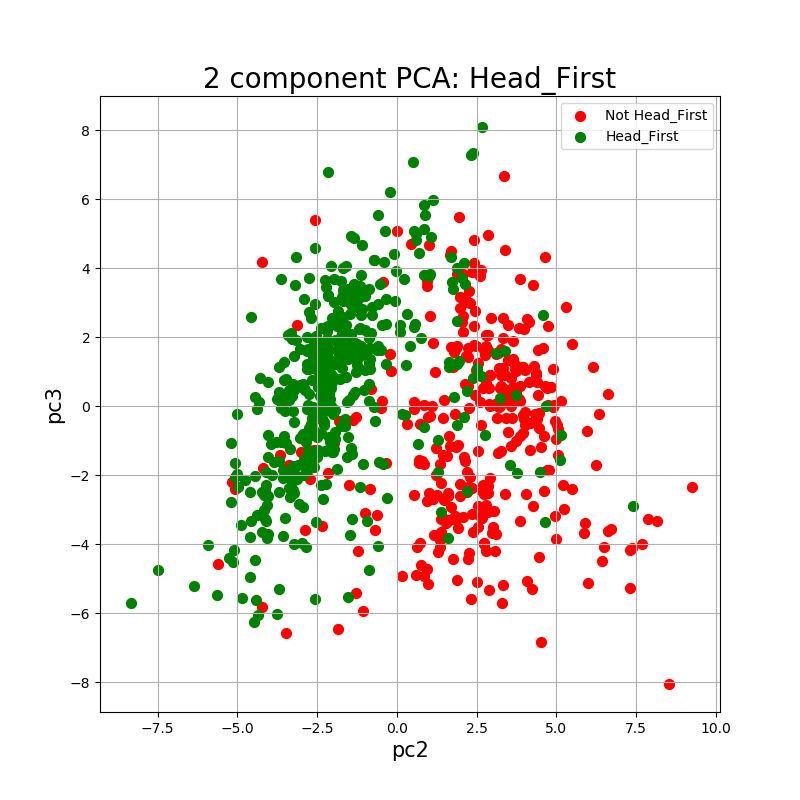 2 component PCA: Head_First
Not Head_First
Head_First
8
6
4
2
0
−2
−4
−6
−8
pc3
−7.5 −5.0 −2.5 0.0 2.5 5.0 7.5 10.0
pc2